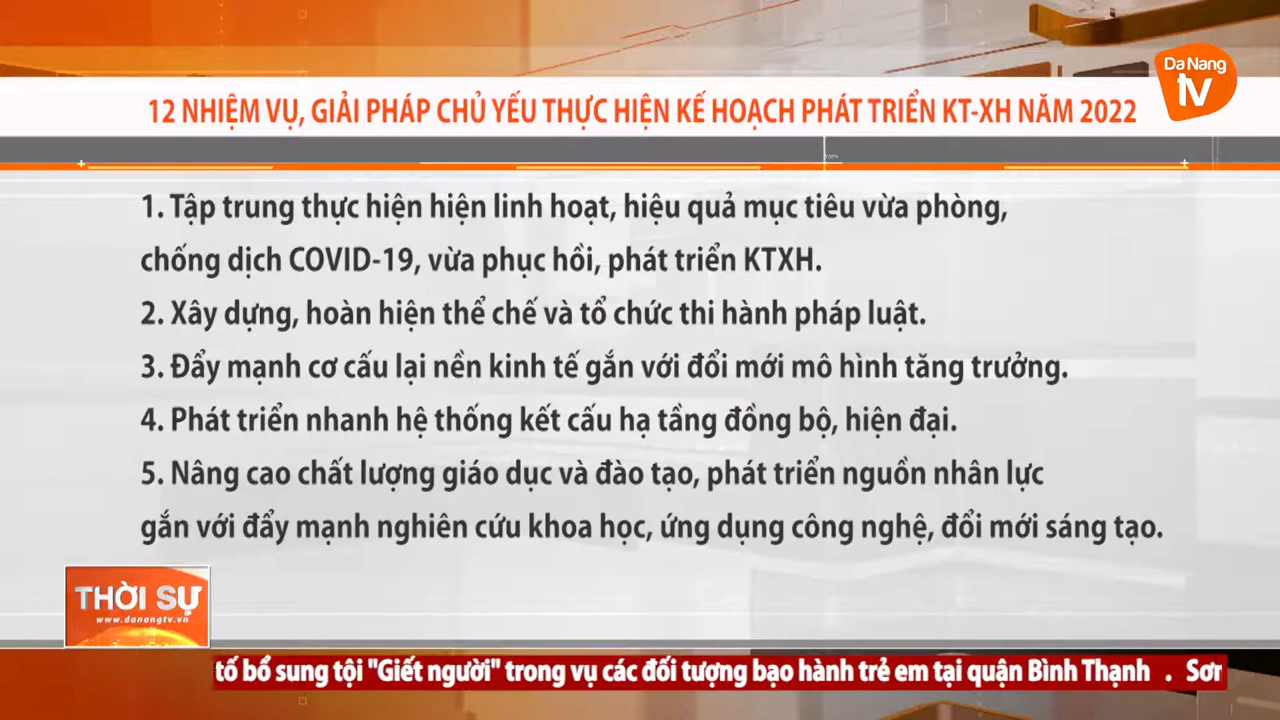 Da Nang
tv
12 NHIỆM VỤ, GIẢI PHÁP CHỦ YẾU THỰC HIỆN KẾ HOẠCH PHÁT TRIỂN KT-XH NĂM 2022
100%
1. Tập trung thực hiện hiện linh hoạt, hiệu quả mục tiêu vừa phòng,
chống dịch COVID-19, vừa phục hồi, phát triển KTXH.
2. Xây dựng, hoàn hiện thể chế và tổ chức thi hành pháp luật.
3. Đẩy mạnh cơ cấu lại nền kinh tế gắn với đổi mới mô hình tăng trưởng.
4. Phát triển nhanh hệ thống kết cấu hạ tầng đồng bộ, hiện đại.
5. Nâng cao chất lượng giáo dục và đào tạo, phát triển nguồn nhân lực
gắn với đẩy mạnh nghiên cứu khoa học, ứng dụng công nghệ, đổi mới sáng tạo.
THỜI SỰ
www.danangtv.vn
tố bổ sung tội "Giết người" trong vụ các đối tượng bạo hành trẻ em tại quận Bình Thạnh . Sơn